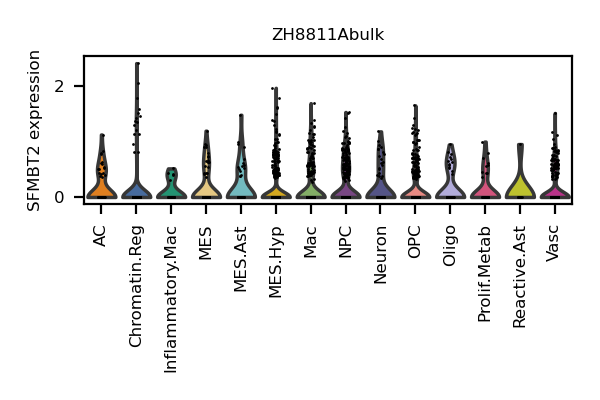 ZH8811Abulk
SFMBT2 expression
2
0
AC
Chromatin.Reg
Inflammatory.Mac
MES
MES.Ast
MES.Hyp
Mac
NPC
Neuron
OPC
Oligo
Prolif.Metab
Reactive.Ast
Vasc